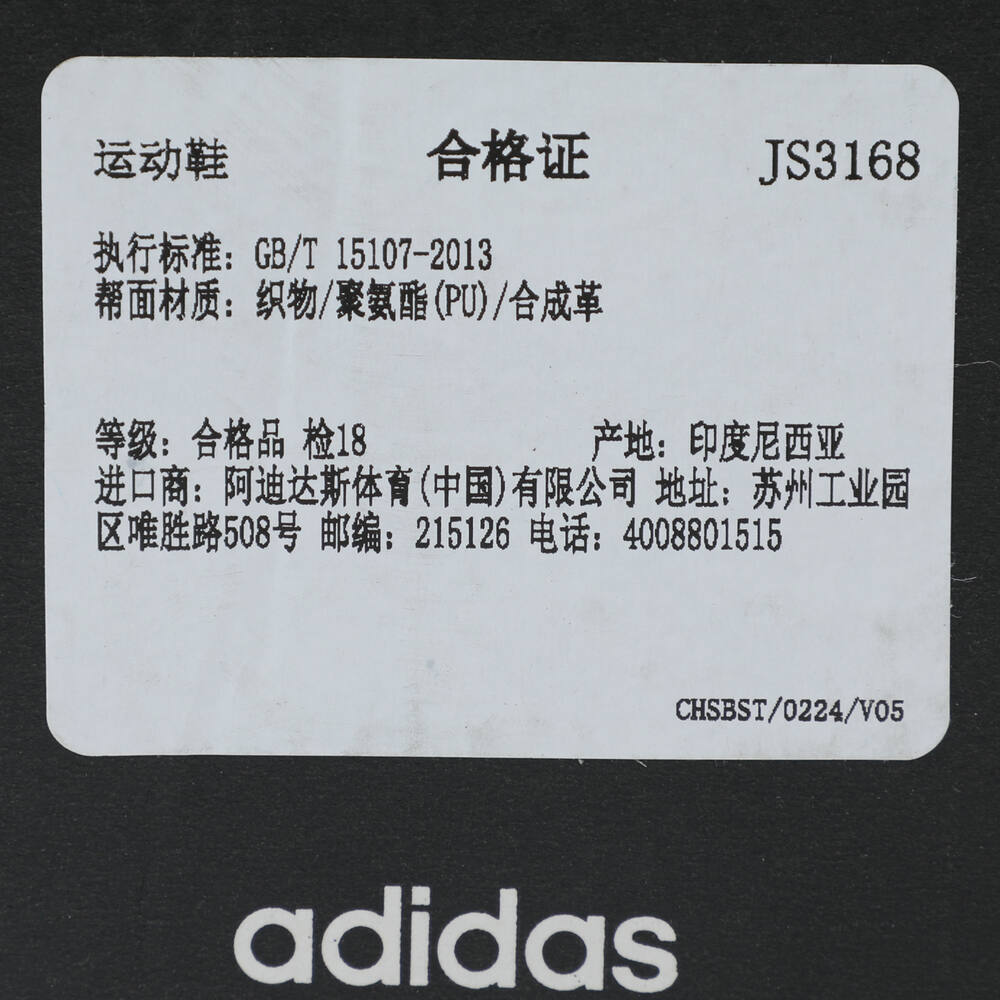 运动鞋 合格证 JS3168
执行标准: GB/T 15107-2013
帮面材质: 织物/聚氨酯(PU)/合成革
等级: 合格品 检18 产地: 印度尼西亚
进口商: 阿迪达斯体育(中国)有限公司 地址: 苏州工业园
区唯胜路508号 邮编: 215126 电话: 4008801515
CHSBST/0224/V05
adidas